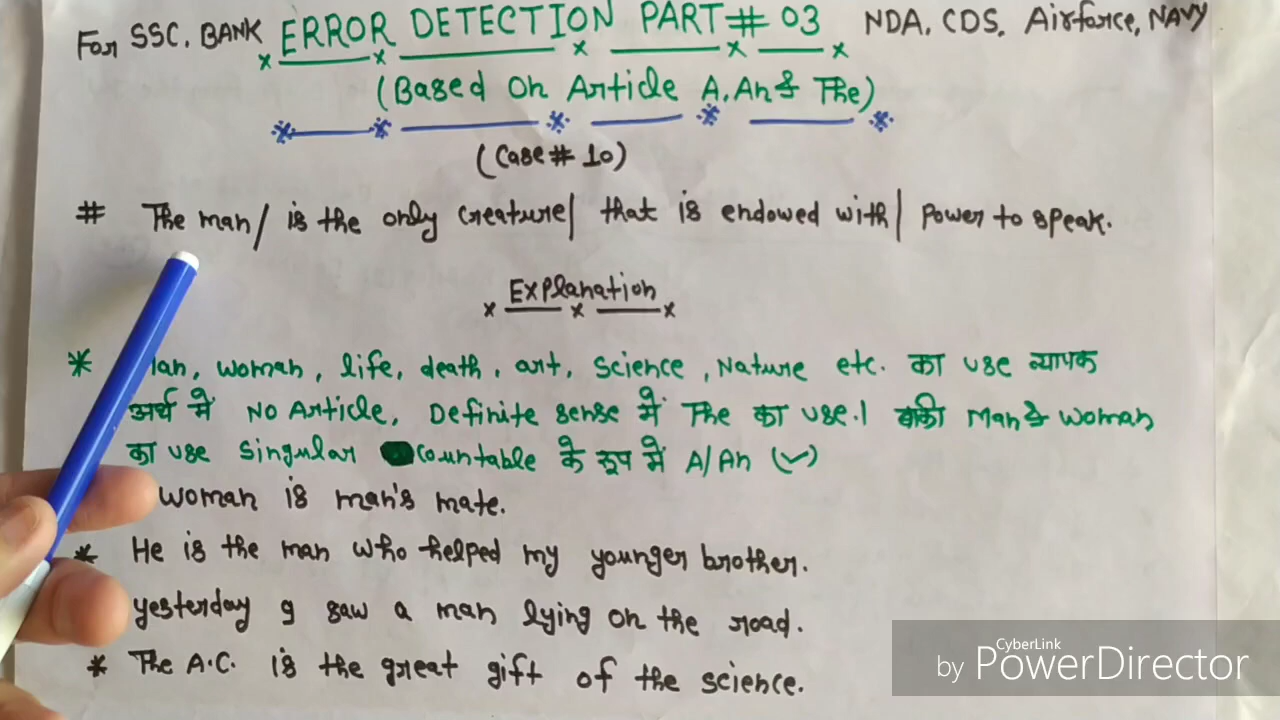 For SSC, BANK ERROR DETECTION PART # 03 NDA, CDS, Airforce, NAVY
(Based On Article A, An & The)
(Case # 10)
# The man/ is the only creature/ that is endowed with/ power to speak.
Explanation
* Man, woman, life, death, art, Science, Nature etc. का use व्यापक
अर्थ में No Article, Definite sense में The का use। बाकी Man & woman
का use Singular Countable के रूप में A/An (✓)
woman is man's mate.
* He is the man who helped my younger brother.
yesterday I saw a man lying on the road.
* The A.C. is the great gift of the science.
CyberLink
by PowerDirector